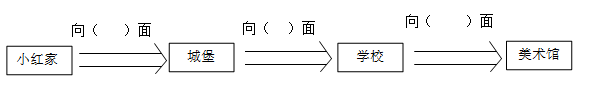 向（ ）面 向（ ）面 向（ ）面
小红家 城堡 学校 美术馆